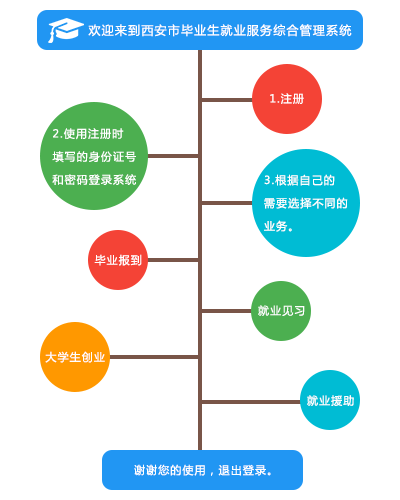 欢迎来到西安市毕业生就业服务综合管理系统
1.注册
2.使用注册时
填写的身份证号
和密码登录系统
3.根据自己的
需要选择不同的
业务。
毕业报到
就业见习
大学生创业
就业援助
谢谢您的使用，退出登录。